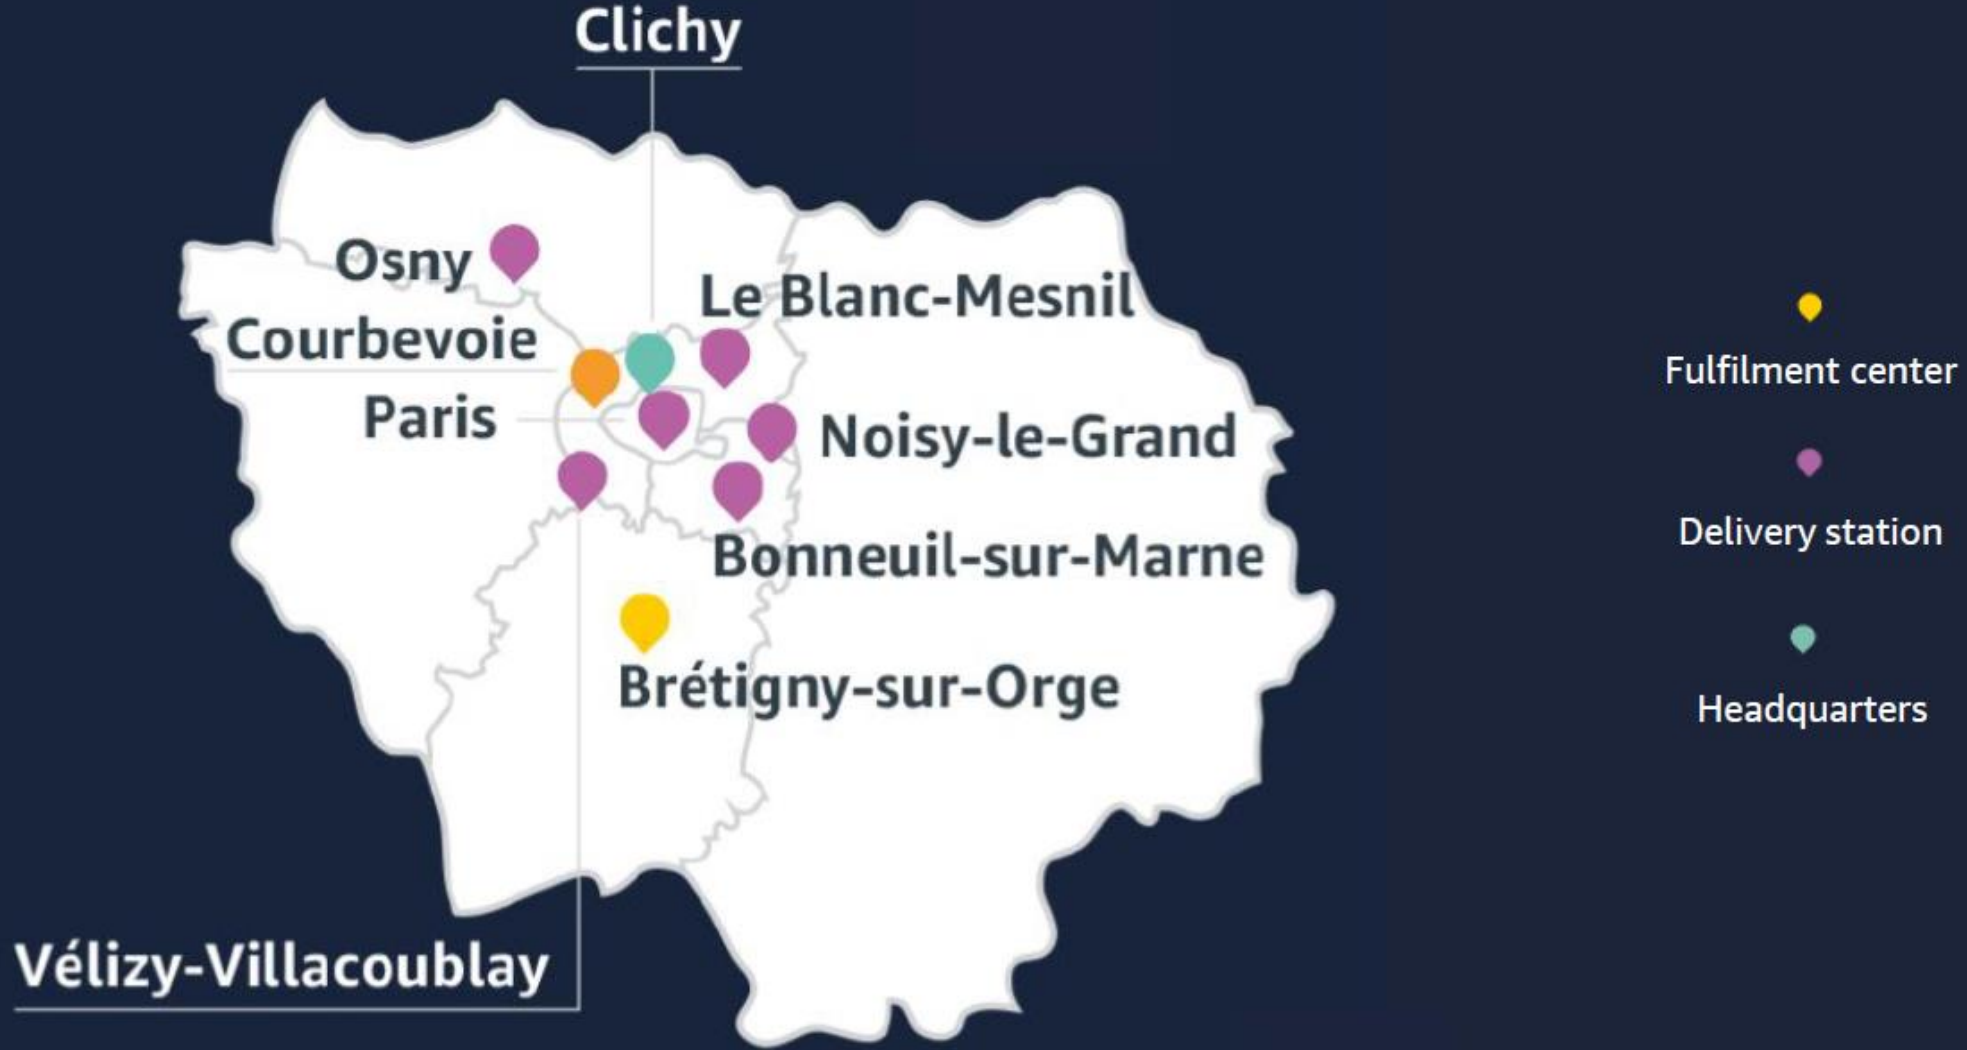 Clichy
Osny
Le Blanc-Mesnil
Courbevoie
Paris
Noisy-le-Grand
Bonneuil-sur-Marne
Brétigny-sur-Orge
Vélizy-Villacoublay
Fulfilment center
Delivery station
Headquarters